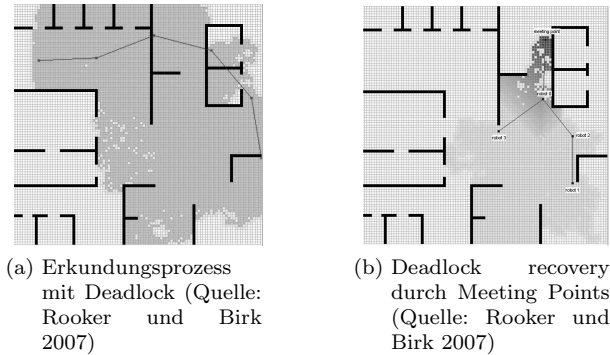 meeting point
robot 0
robot 3
robot 2
robot 1
(a) Erkundungsprozess
mit Deadlock (Quelle:
Rooker und Birk
2007)
(b) Deadlock recovery
durch Meeting Points
(Quelle: Rooker und
Birk 2007)